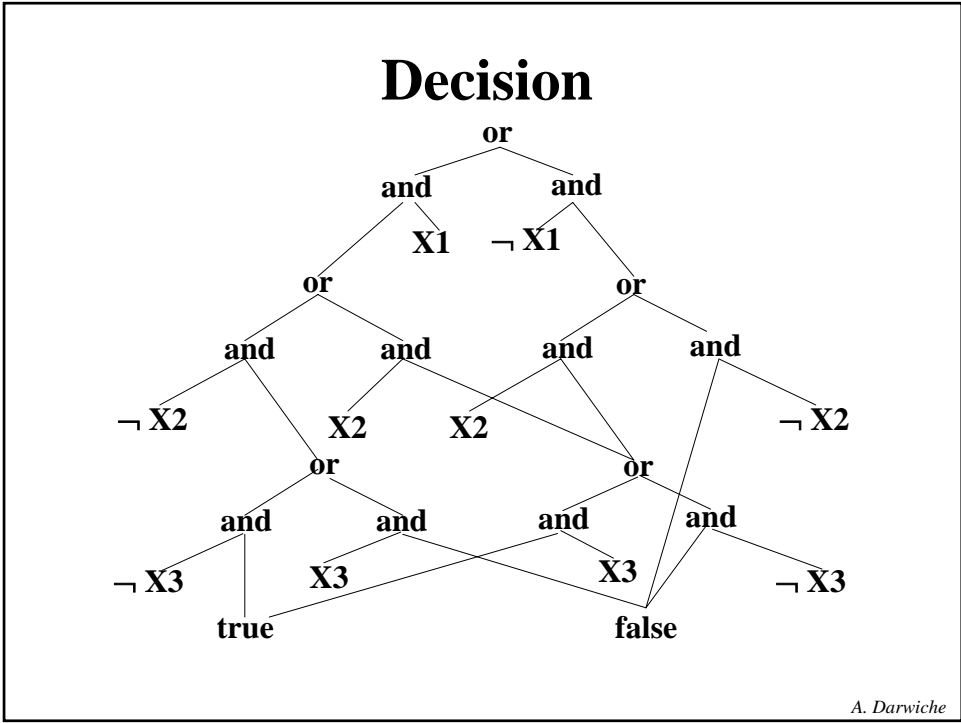 Decision
or
and and
X1 ¬ X1
or or
and and and and
¬ X2 X2 X2 ¬ X2
or or
and and and and
¬ X3 X3 X3 ¬ X3
true false
A. Darwiche